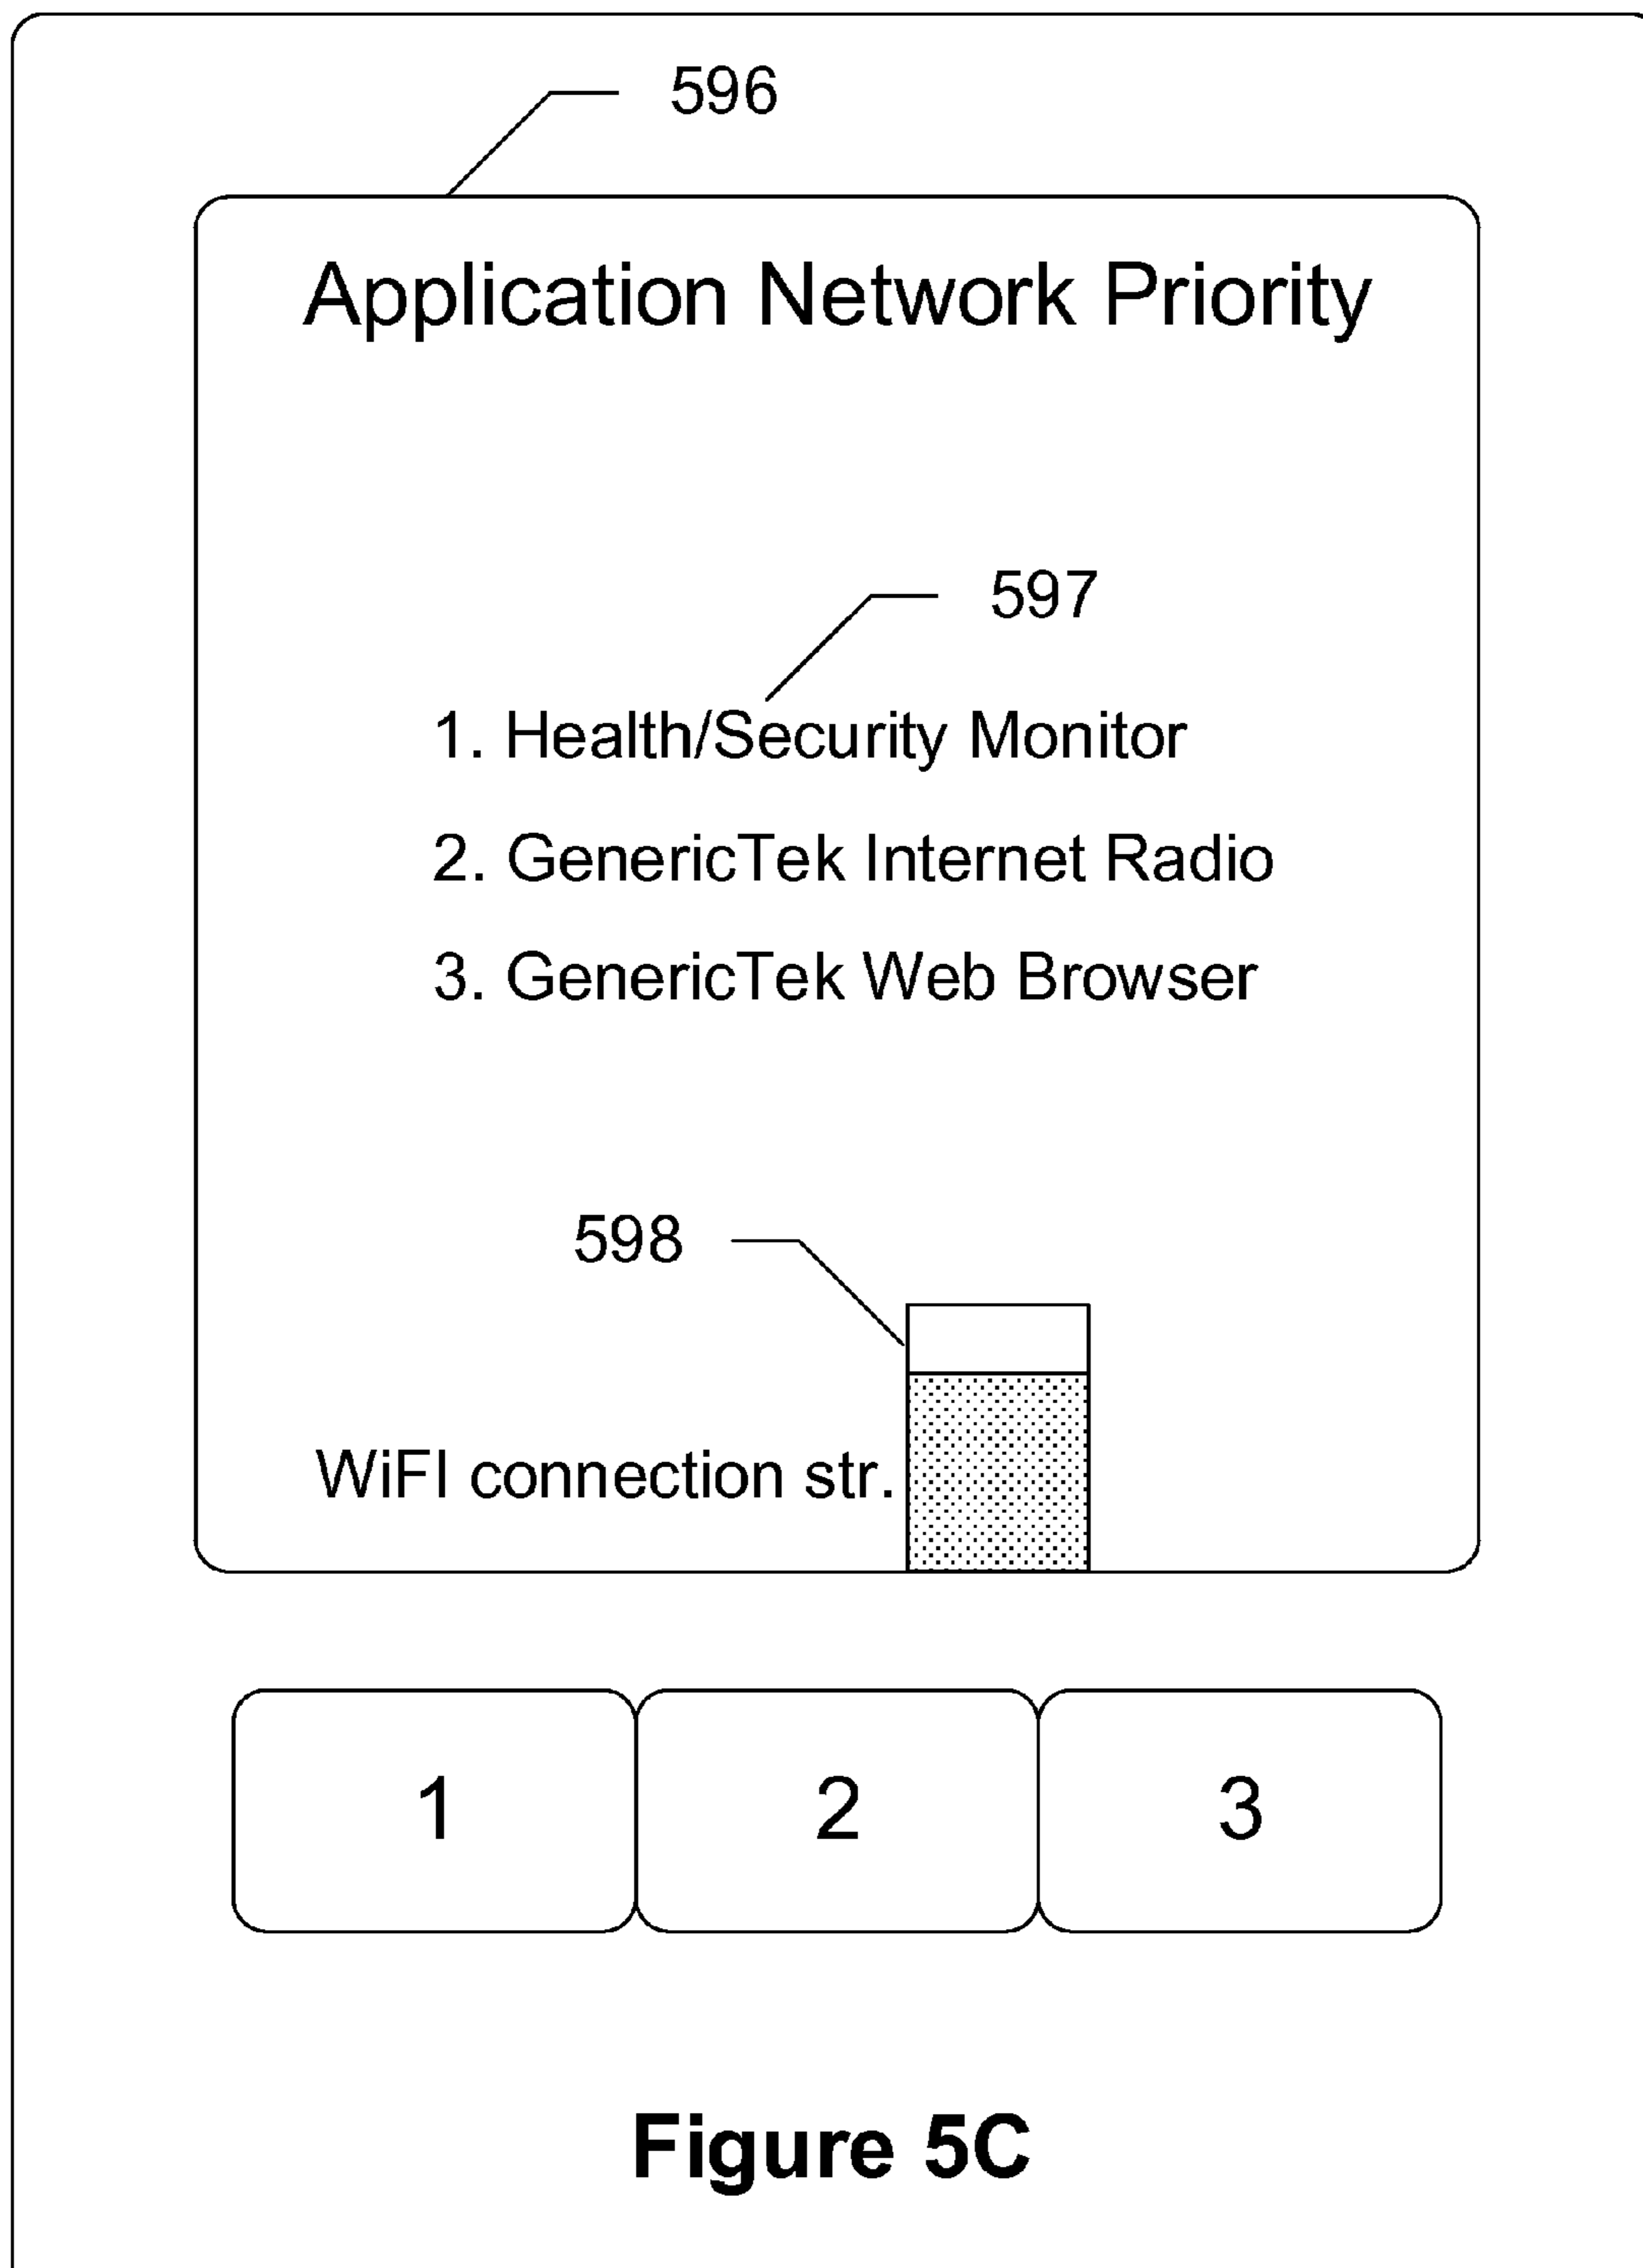 596
Application Network Priority
597
1. Health/Security Monitor
2. GenericTek Internet Radio
3. GenericTek Web Browser
598
WiFI connection str.
1 2 3
Figure 5C